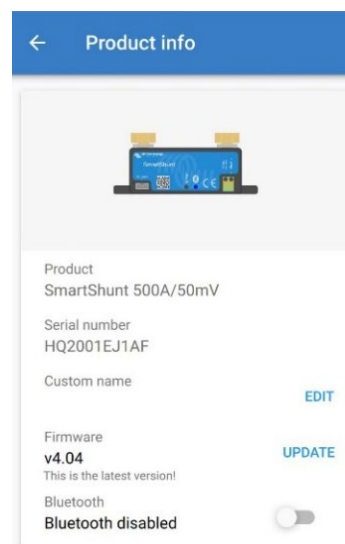 Product info
SmartShunt
Product
SmartShunt 500A/50mV
Serial number
HQ2001EJ1AF
Custom name
EDIT
Firmware
v4.04
UPDATE
This is the latest version!
Bluetooth
Bluetooth disabled